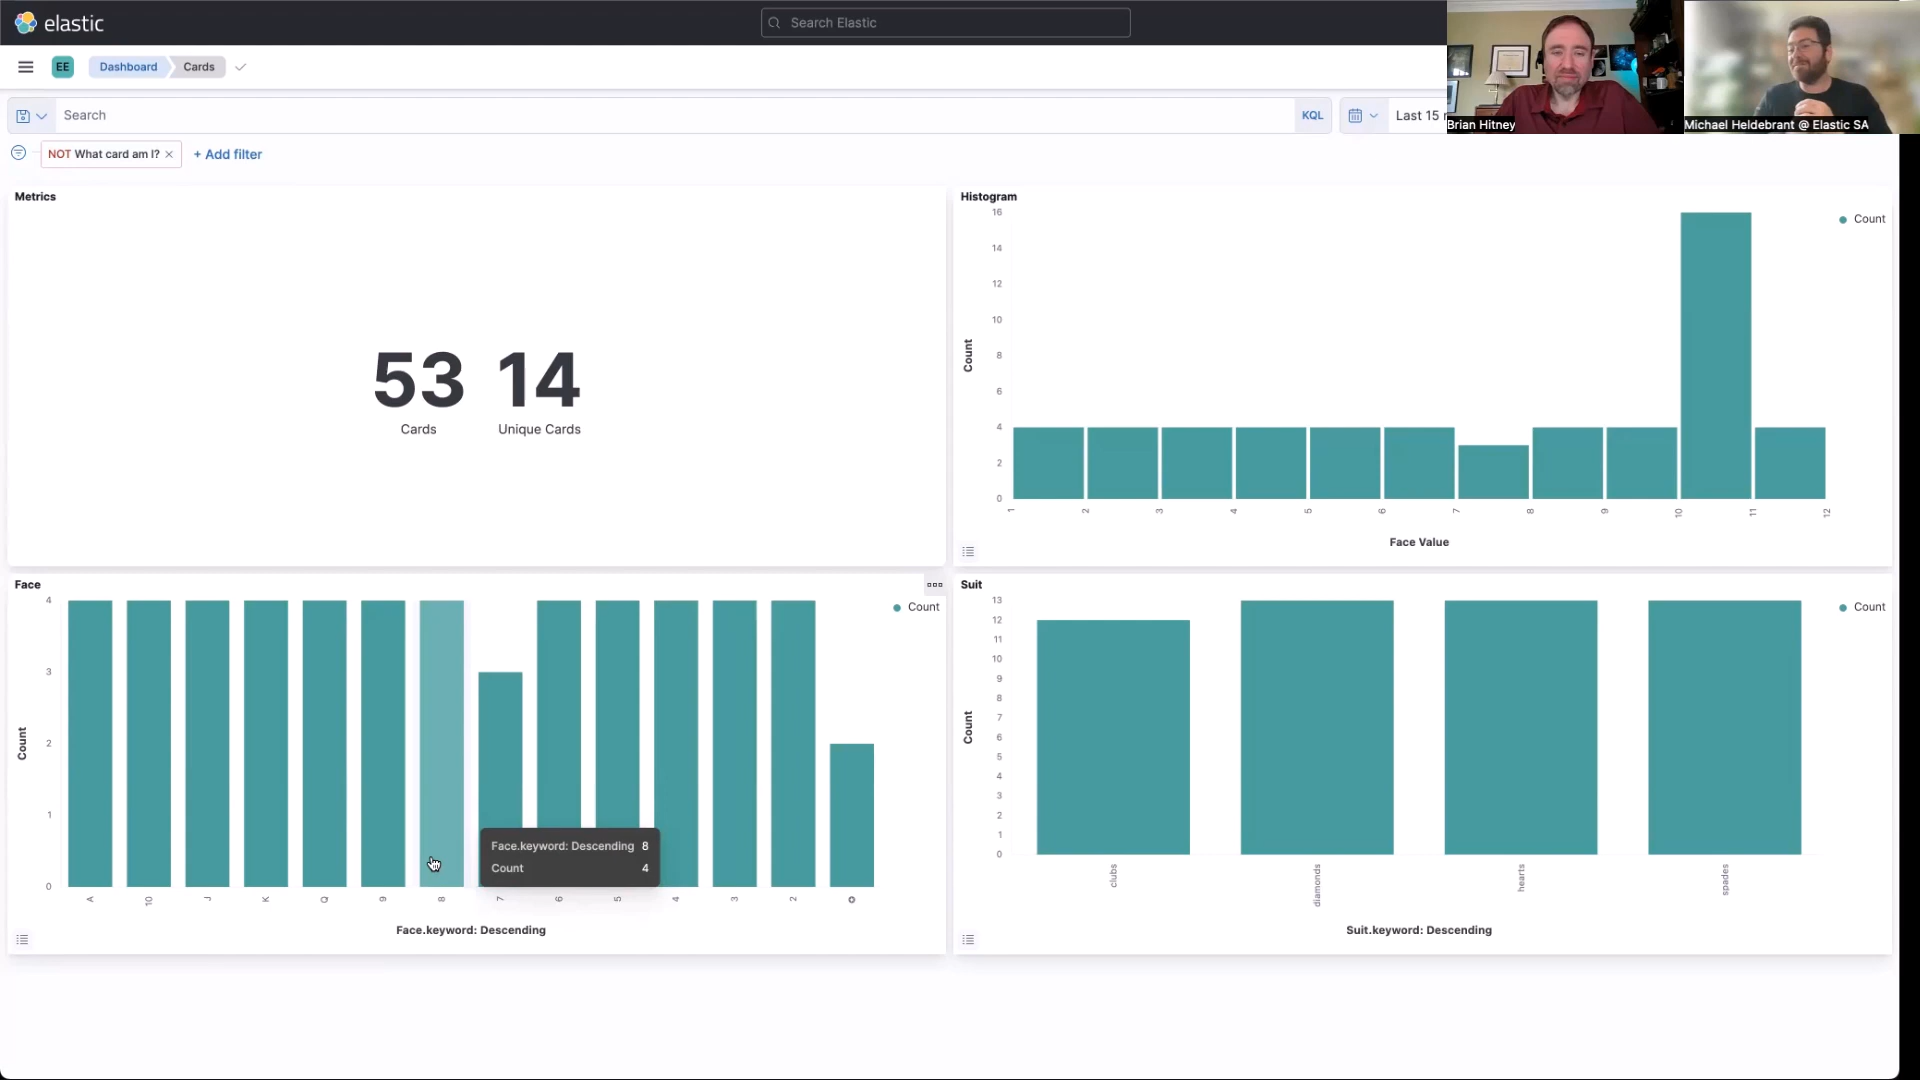 elastic
Search Elastic
EE
Dashboard
Cards
Search
KQL
Last 15
Brian Hitney
Michael Heldebrant @ Elastic SA
NOT What card am I?
+ Add filter
Metrics
53 14
Cards Unique Cards
Histogram
Count
16
14
12
10
8
6
4
2
0
Count
1 2 3 4 5 6 7 8 9 10 11 12
Face Value
Face
Count
4
3
2
1
0
Count
Face.keyword: Descending 8
Count 4
A 10 J K Q 9 8 7 6 5 4 3 2
Face.keyword: Descending
Suit
Count
13
12
11
10
9
8
7
6
5
4
3
2
1
0
Count
clubs diamonds hearts spades
Suit.keyword: Descending